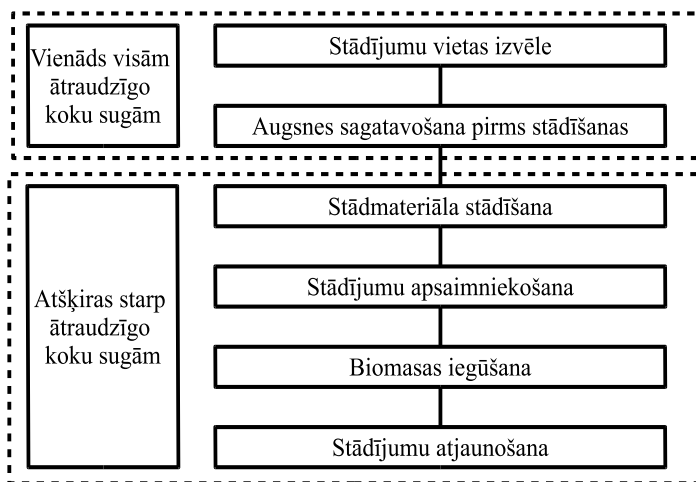 Vienāds visām
ātraudzīgo
koku sugām
Stādījumu vietas izvēle
Augsnes sagatavošana pirms stādīšanas
Atšķiras starp
ātraudzīgo
koku sugām
Stādmateriāla stādīšana
Stādījumu apsaimniekošana
Biomasas iegūšana
Stādījumu atjaunošana